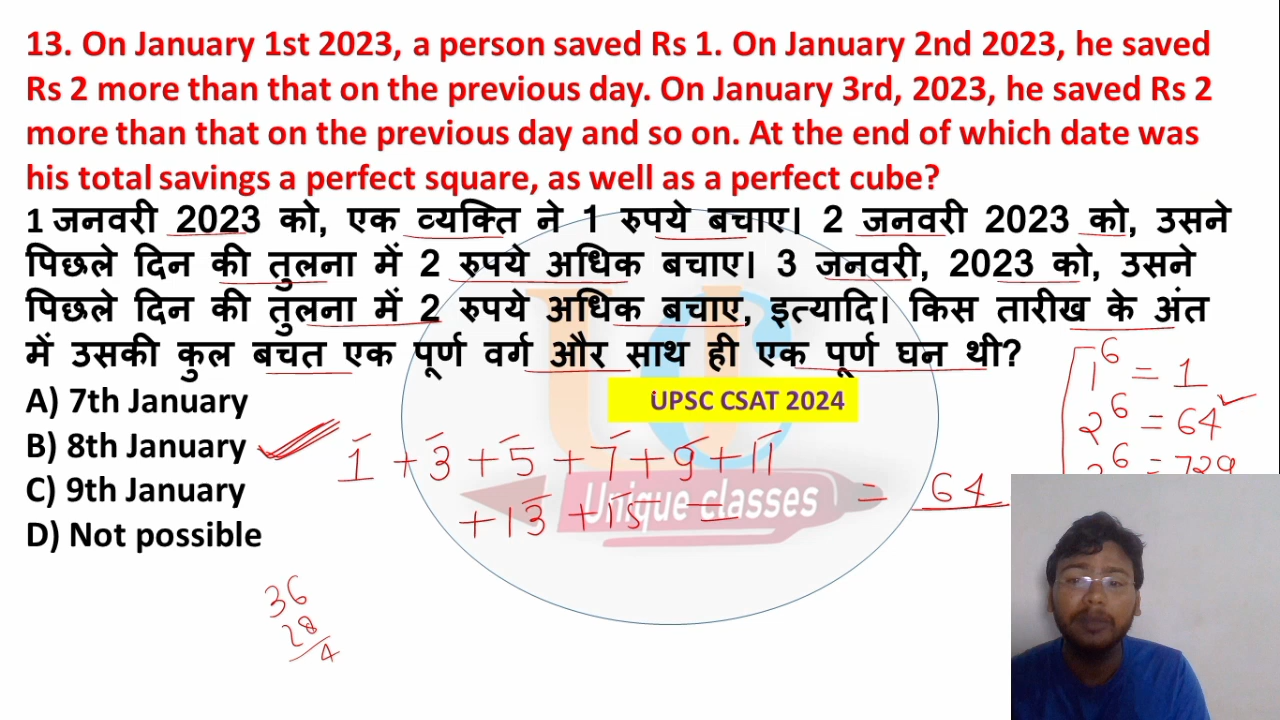 13. On January 1st 2023, a person saved Rs 1. On January 2nd 2023, he saved
Rs 2 more than that on the previous day. On January 3rd, 2023, he saved Rs 2
more than that on the previous day and so on. At the end of which date was
his total savings a perfect square, as well as a perfect cube?
1 जनवरी 2023 को, एक व्यक्ति ने 1 रुपये बचाए। 2 जनवरी 2023 को, उसने
पिछले दिन की तुलना में 2 रुपये अधिक बचाए। 3 जनवरी, 2023 को, उसने
पिछले दिन की तुलना में 2 रुपये अधिक बचाए, इत्यादि। किस तारीख के अंत
में उसकी कुल बचत एक पूर्ण वर्ग और साथ ही एक पूर्ण घन थी?
1^6 = 1
2^6 = 64
3^6 = 729
A) 7th January
UPSC CSAT 2024
B) 8th January
1 + 3 + 5 + 7 + 9 + 11
C) 9th January
+ 13 + 15 = = 64
Unique classes
D) Not possible
36
28
4